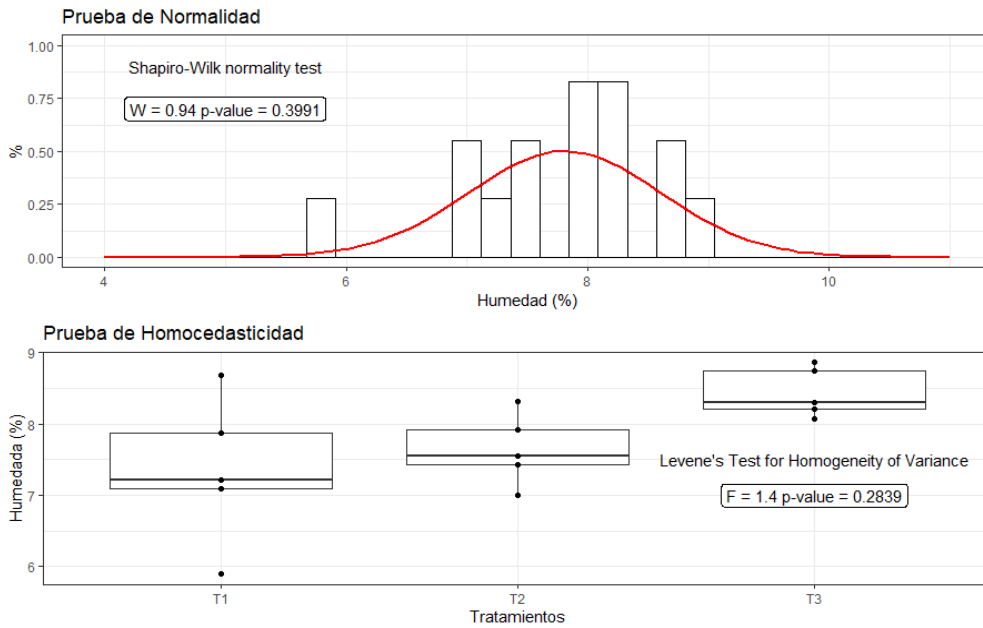 Prueba de Normalidad
1.00
Shapiro-Wilk normality test
0.75
W = 0.94 p-value = 0.3991
%
0.50
0.25
0.00
4 6 8 10
Humedad (%)
Prueba de Homocedasticidad
9
8
Humedada (%)
Levene's Test for Homogeneity of Variance
7
F = 1.4 p-value = 0.2839
6
T1 T2 T3
Tratamientos